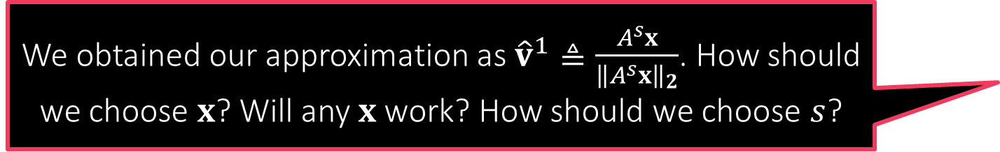 We obtained our approximation as $\hat{\mathbf{v}}^1 \triangleq \frac{A^s\mathbf{x}}{\|A^s\mathbf{x}\|_2}$. How should
we choose $\mathbf{x}$? Will any $\mathbf{x}$ work? How should we choose $s$?